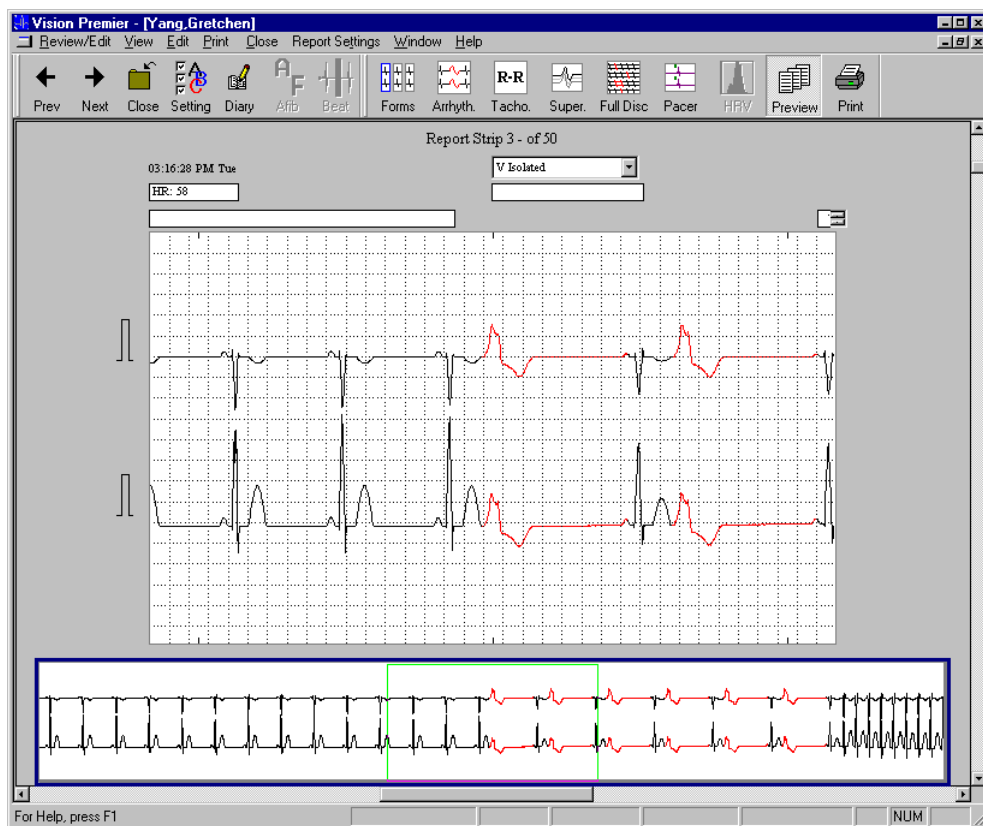 Vision Premier - [Yang,Gretchen]
Review/Edit View Edit Print Close Report Settings Window Help
Prev Next Close Setting Diary Afib Beat Forms Arrhyth. Tacho. Super. Full Disc Pacer HRV Preview Print
Report Strip 3 - of 50
03:16:28 PM Tue
V Isolated
HR: 58
For Help, press F1
NUM